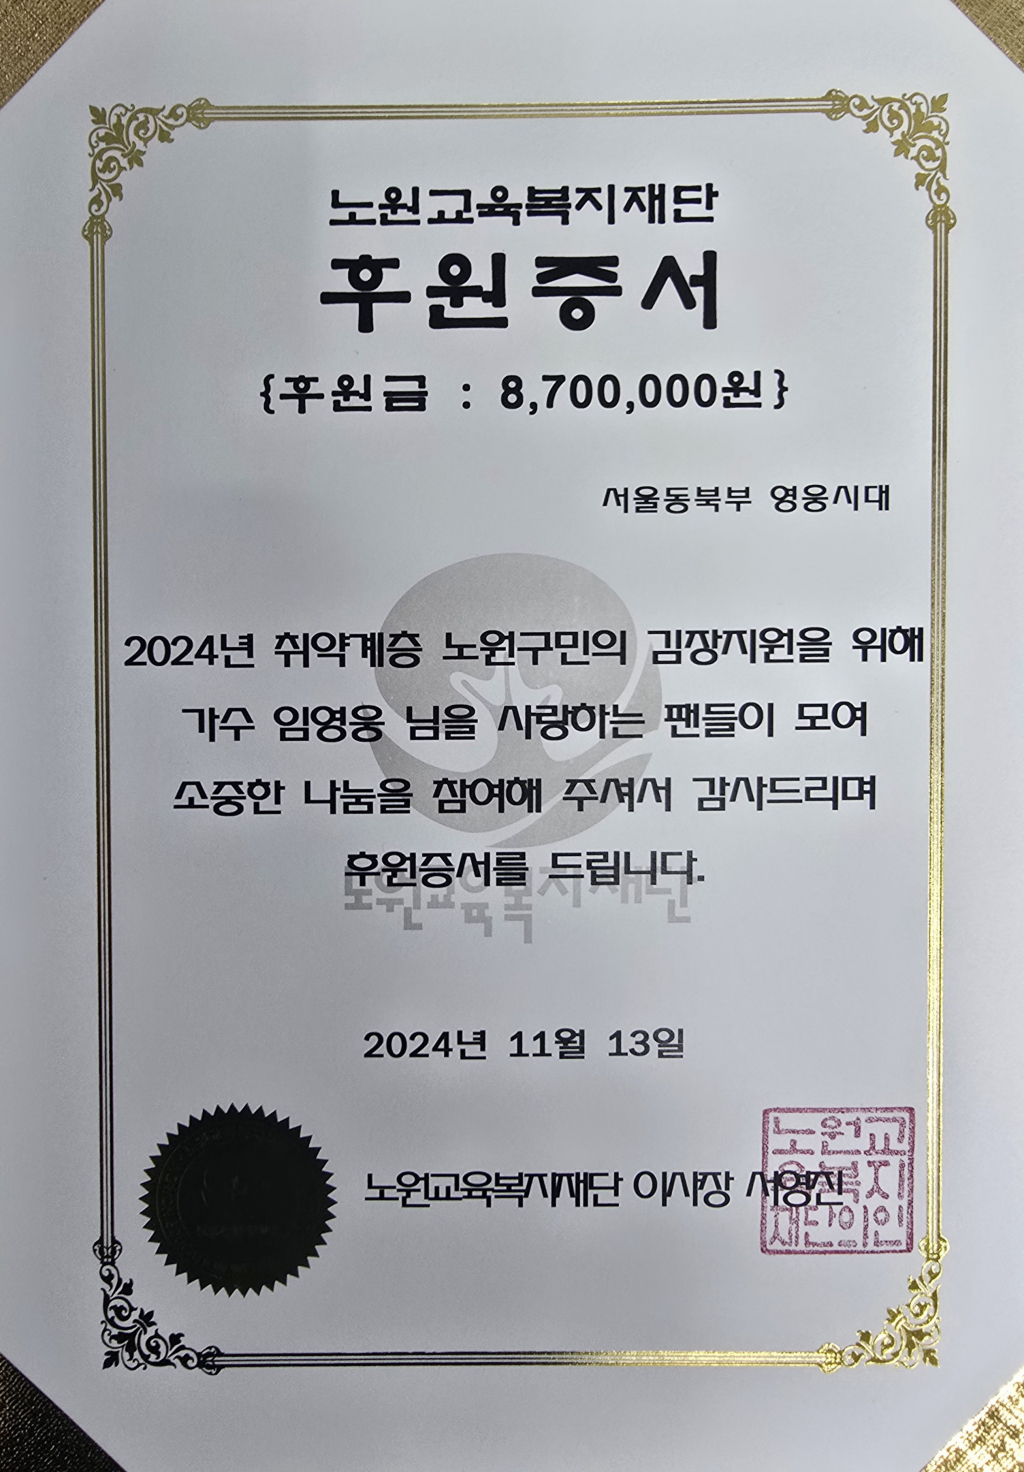 노원교육복지재단
후원증서
{후원금 : 8,700,000원}
서울동북부 영웅시대
2024년 취약계층 노원구민의 김장지원을 위해
가수 임영웅 님을 사랑하는 팬들이 모여
소중한 나눔을 참여해 주셔서 감사드리며
후원증서를 드립니다.
노원교육복지재단
2024년 11월 13일
노원교육복지재단 이사장 서영진
노원교
육복지
재단의인